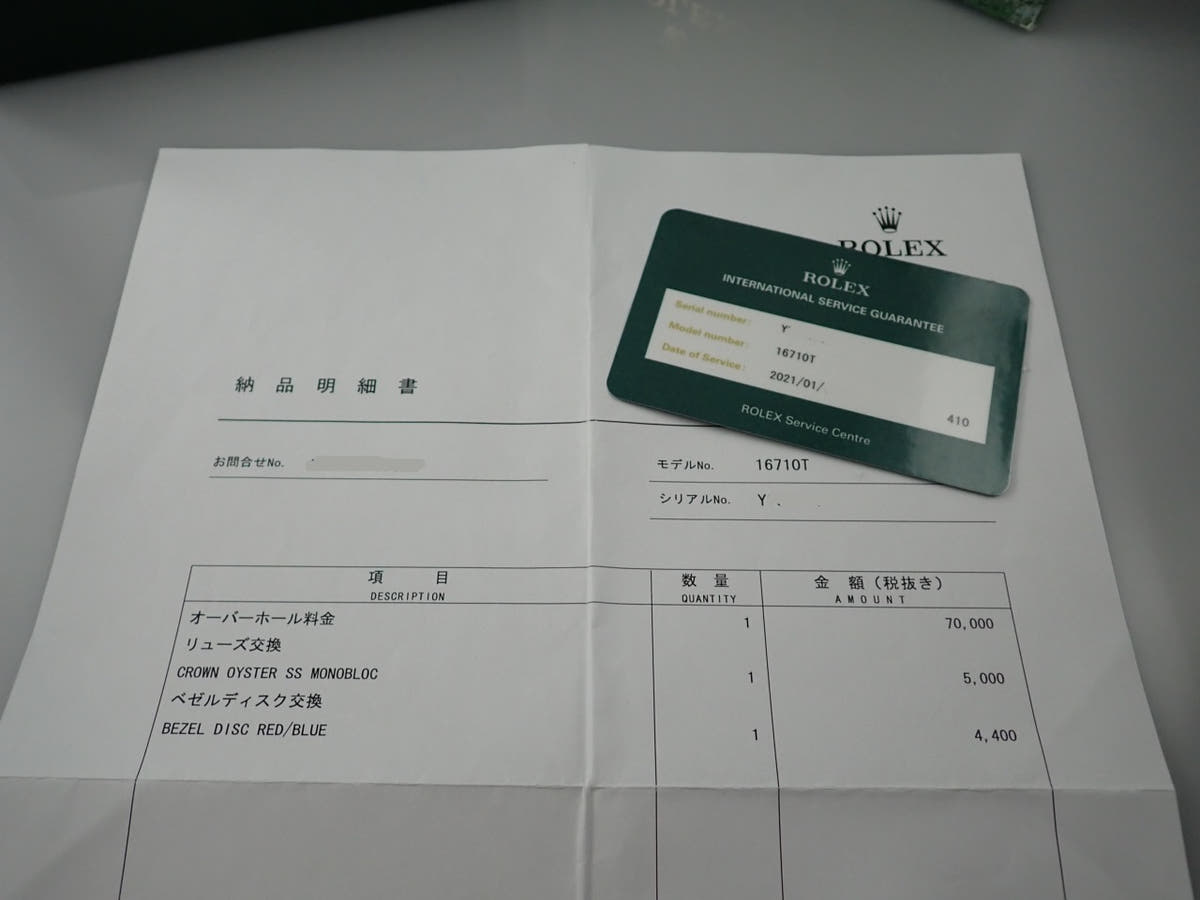 ROLEX
ROLEX
INTERNATIONAL SERVICE GUARANTEE
Serial number: Y
Model number: 16710T
Date of Service: 2021/01/
410
ROLEX Service Centre
納品明細書
お問合せNo.
モデルNo. 16710T
シリアルNo. Y
項目 数量 金額(税抜き)
DESCRIPTION QUANTITY AMOUNT
オーバーホール料金 1 70,000
リューズ交換
CROWN OYSTER SS MONOBLOC 1 5,000
ベゼルディスク交換
BEZEL DISC RED/BLUE 1 4,400